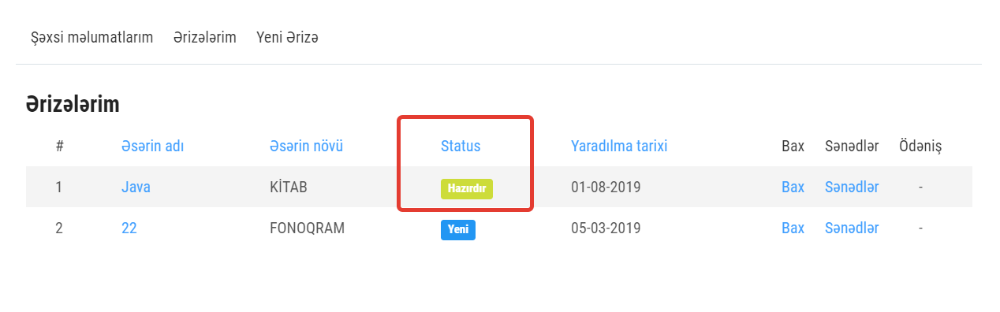 Şəxsi məlumatlarım Ərizələrim Yeni Ərizə
Ərizələrim
# Əsərin adı Əsərin növü Status Yaradılma tarixi Bax Sənədlər Ödəniş
1 Java KİTAB Hazırdır 01-08-2019 Bax Sənədlər -
2 22 FONOQRAM Yeni 05-03-2019 Bax Sənədlər -